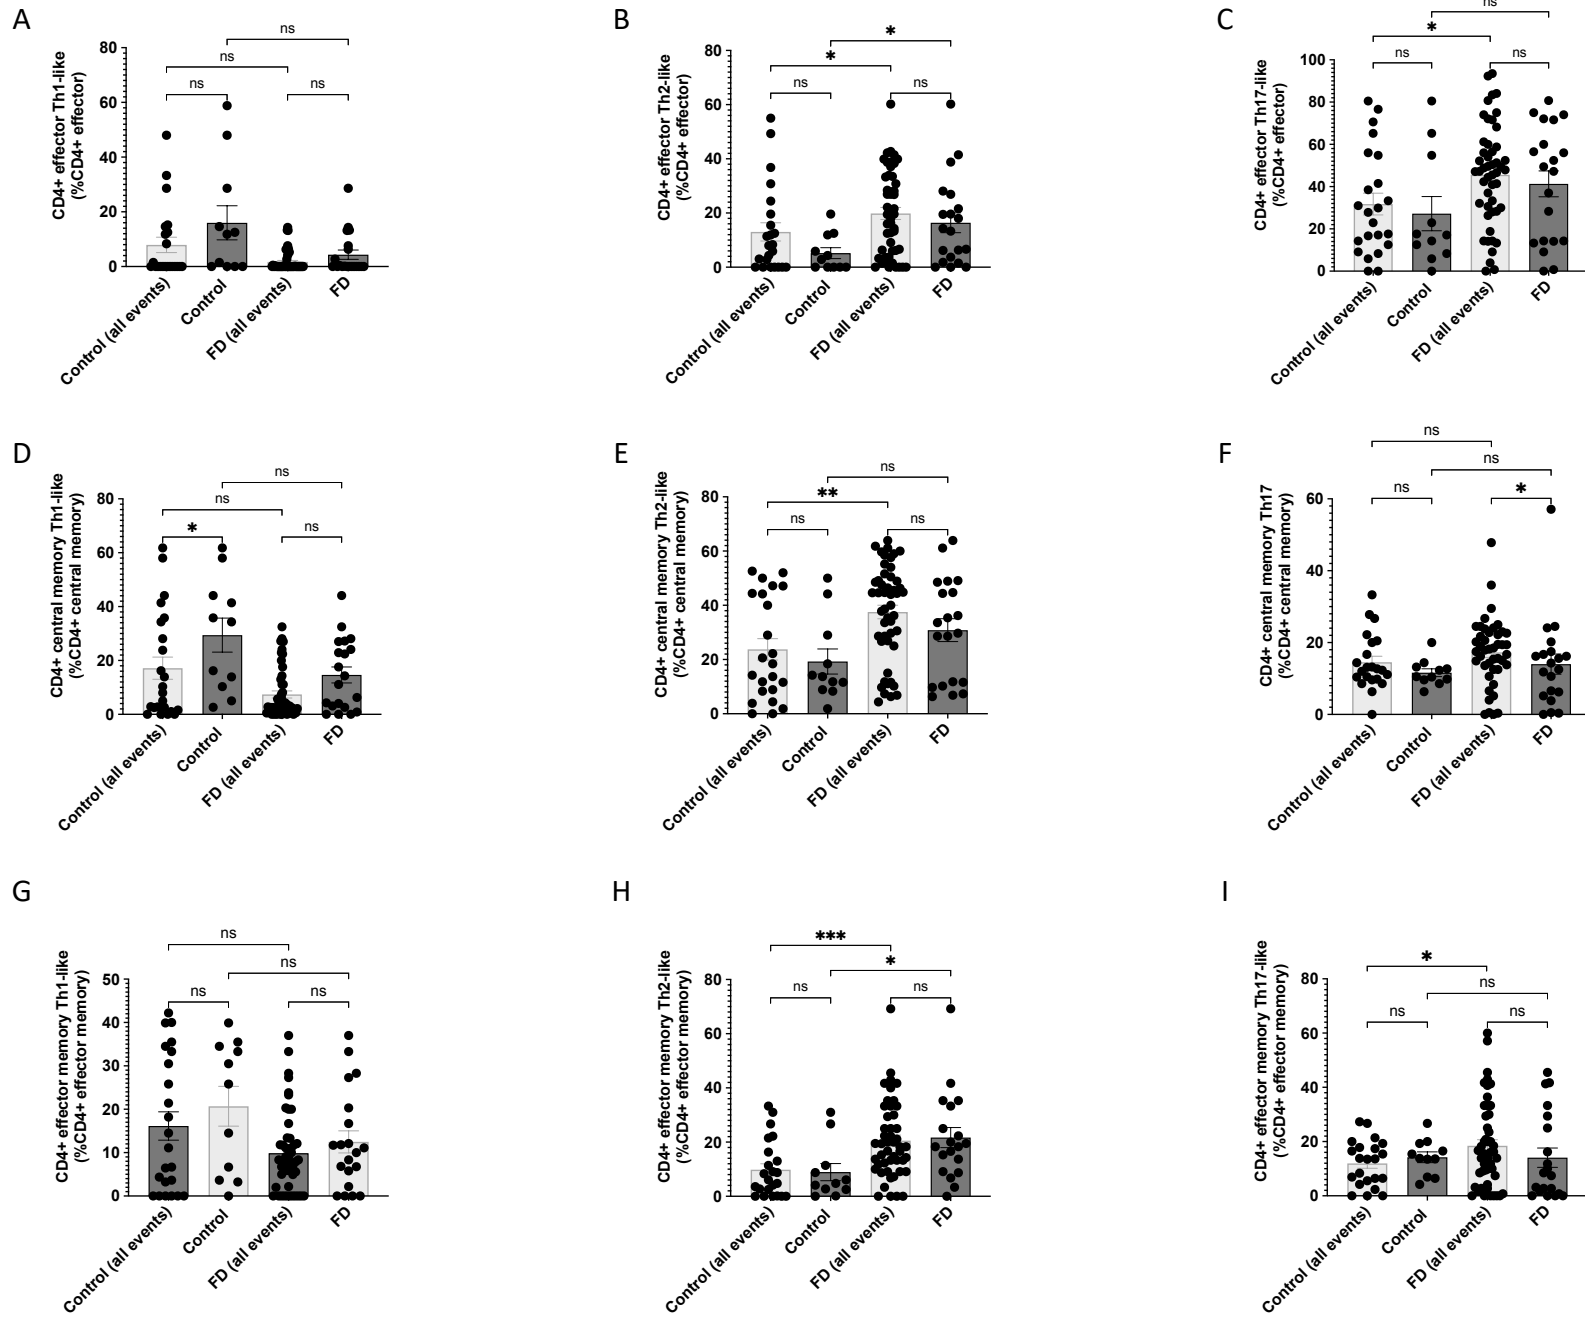 A
CD4+ effector Th1-like
(%CD4+ effector)
80
60
40
20
0
ns
ns
ns
ns
Control (all events)
Control
FD (all events)
FD
B
CD4+ effector Th2-like
(%CD4+ effector)
80
60
40
20
0
*
*
ns
ns
Control (all events)
Control
FD (all events)
FD
C
CD4+ effector Th17-like
(%CD4+ effector)
100
80
60
40
20
0
ns
*
ns
ns
Control (all events)
Control
FD (all events)
FD
D
CD4+ central memory Th1-like
(%CD4+ central memory)
80
60
40
20
0
ns
ns
*
ns
Control (all events)
Control
FD (all events)
FD
E
CD4+ central memory Th2-like
(%CD4+ central memory)
80
60
40
20
0
ns
**
ns
ns
Control (all events)
Control
FD (all events)
FD
F
CD4+ central memory Th17
(%CD4+ central memory)
60
40
20
0
ns
ns
ns
*
Control (all events)
Control
FD (all events)
FD
G
CD4+ effector memory Th1-like
(%CD4+ effector memory)
50
40
30
20
10
0
ns
ns
ns
ns
Control (all events)
Control
FD (all events)
FD
H
CD4+ effector memory Th2-like
(%CD4+ effector memory)
80
60
40
20
0
***
*
ns
ns
Control (all events)
Control
FD (all events)
FD
I
CD4+ effector memory Th17-like
(%CD4+ effector memory)
80
60
40
20
0
*
ns
ns
ns
Control (all events)
Control
FD (all events)
FD